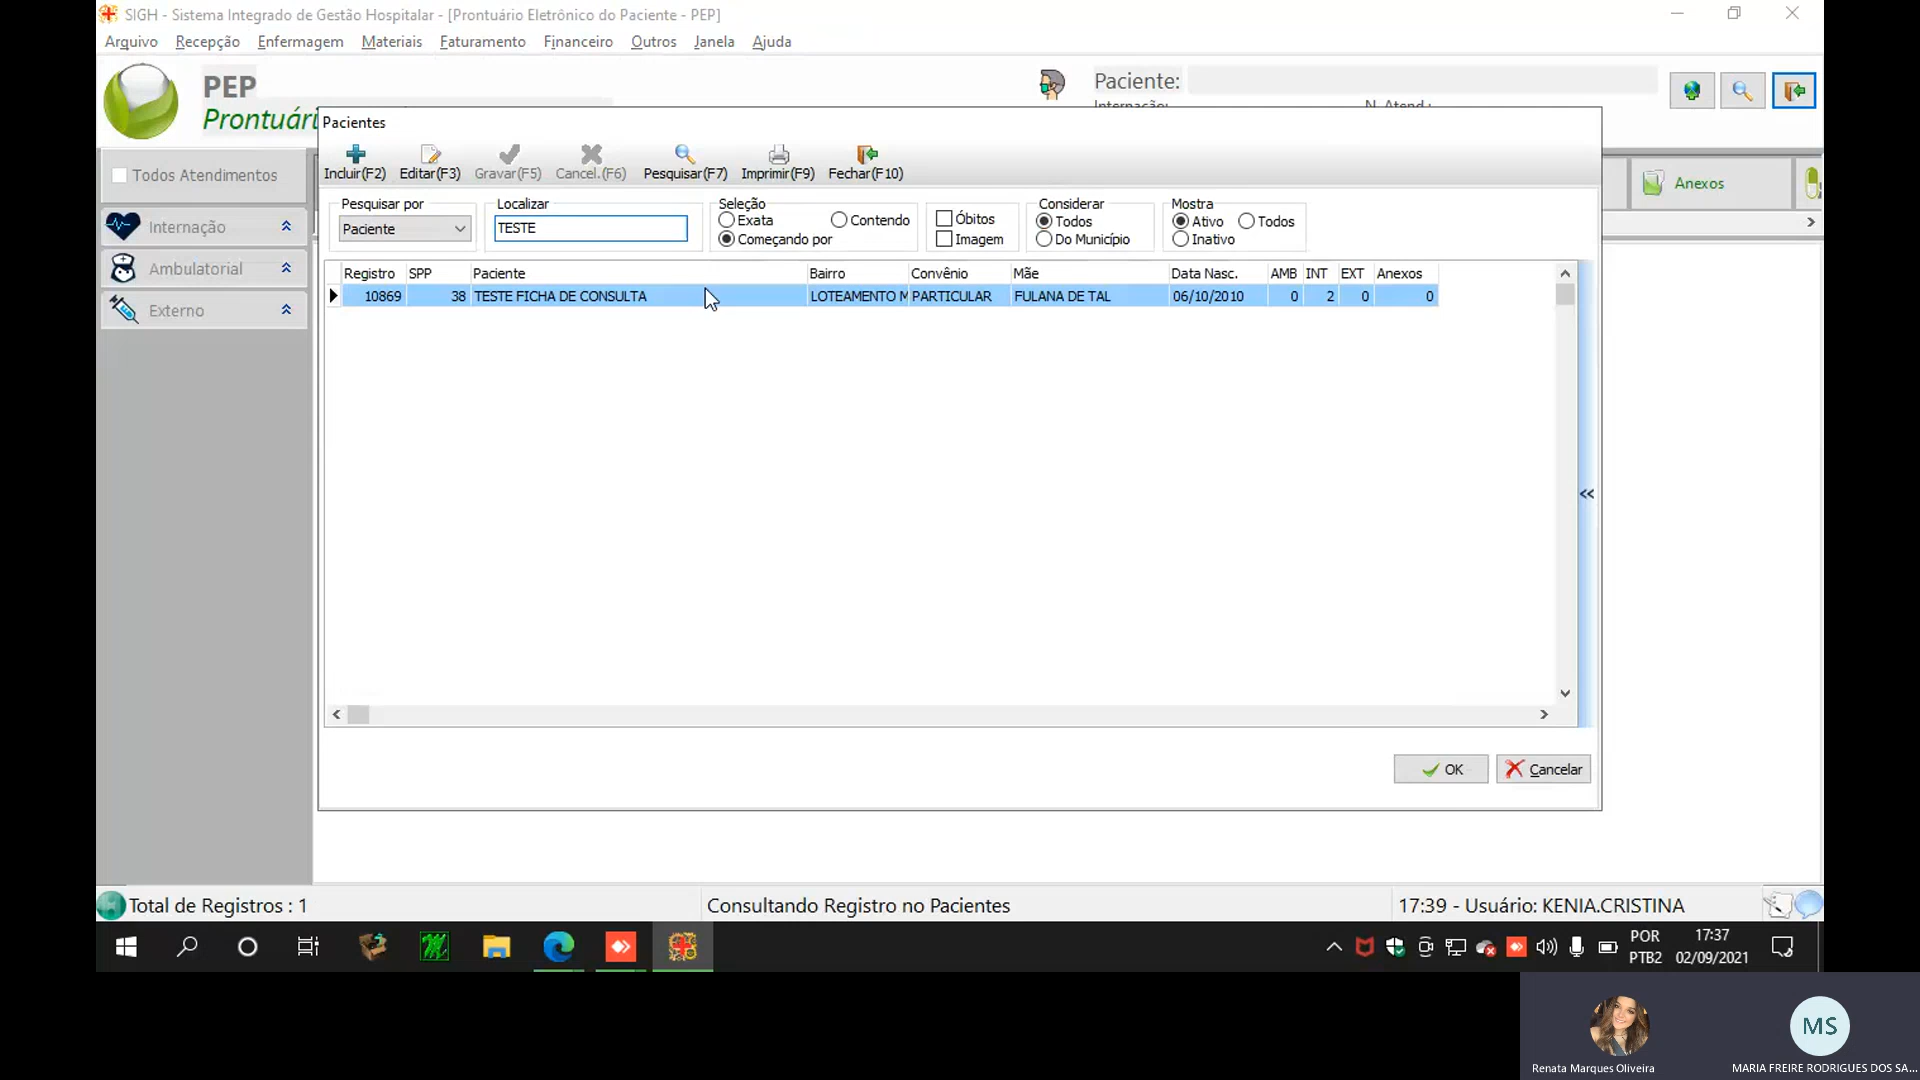 SIGH - Sistema Integrado de Gestão Hospitalar - [Prontuário Eletrônico do Paciente - PEP]
Arquivo Recepção Enfermagem Materiais Faturamento Financeiro Outros Janela Ajuda
PEP
Paciente:
Prontuári
Internação: N. Atend.:
Pacientes
Incluir(F2) Editar(F3) Gravar(F5) Cancel.(F6) Pesquisar(F7) Imprimir(F9) Fechar(F10)
Todos Atendimentos
Internação
Ambulatorial
Externo
Anexos
Pesquisar por Localizar Seleção Considerar Mostra
Paciente TESTE Exata Contendo Óbitos Todos Ativo Todos
Começando por Imagem Do Município Inativo
Registro SPP Paciente Bairro Convênio Mãe Data Nasc. AMB INT EXT Anexos
10869 38 TESTE FICHA DE CONSULTA LOTEAMENTO M PARTICULAR FULANA DE TAL 06/10/2010 0 2 0 0
OK Cancelar
Total de Registros : 1 Consultando Registro no Pacientes 17:39 - Usuário: KENIA.CRISTINA
POR 17:37
PTB2 02/09/2021
MS
Renata Marques Oliveira MARIA FREIRE RODRIGUES DOS SA...